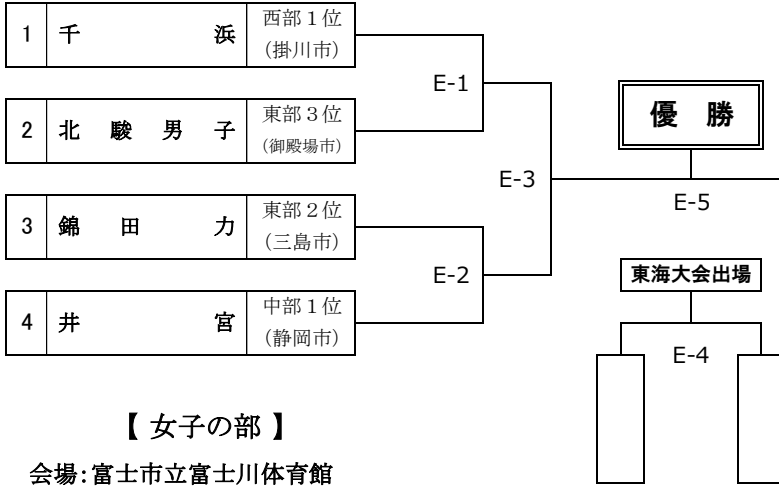 1 千浜 西部１位
(掛川市)
E-1
2 北駿男子 東部３位
(御殿場市)
優　勝
E-3
E-5
3 錦田力 東部２位
(三島市)
E-2
東海大会出場
4 井宮 中部１位
(静岡市)
E-4
【 女子の部 】
会場：富士市立富士川体育館